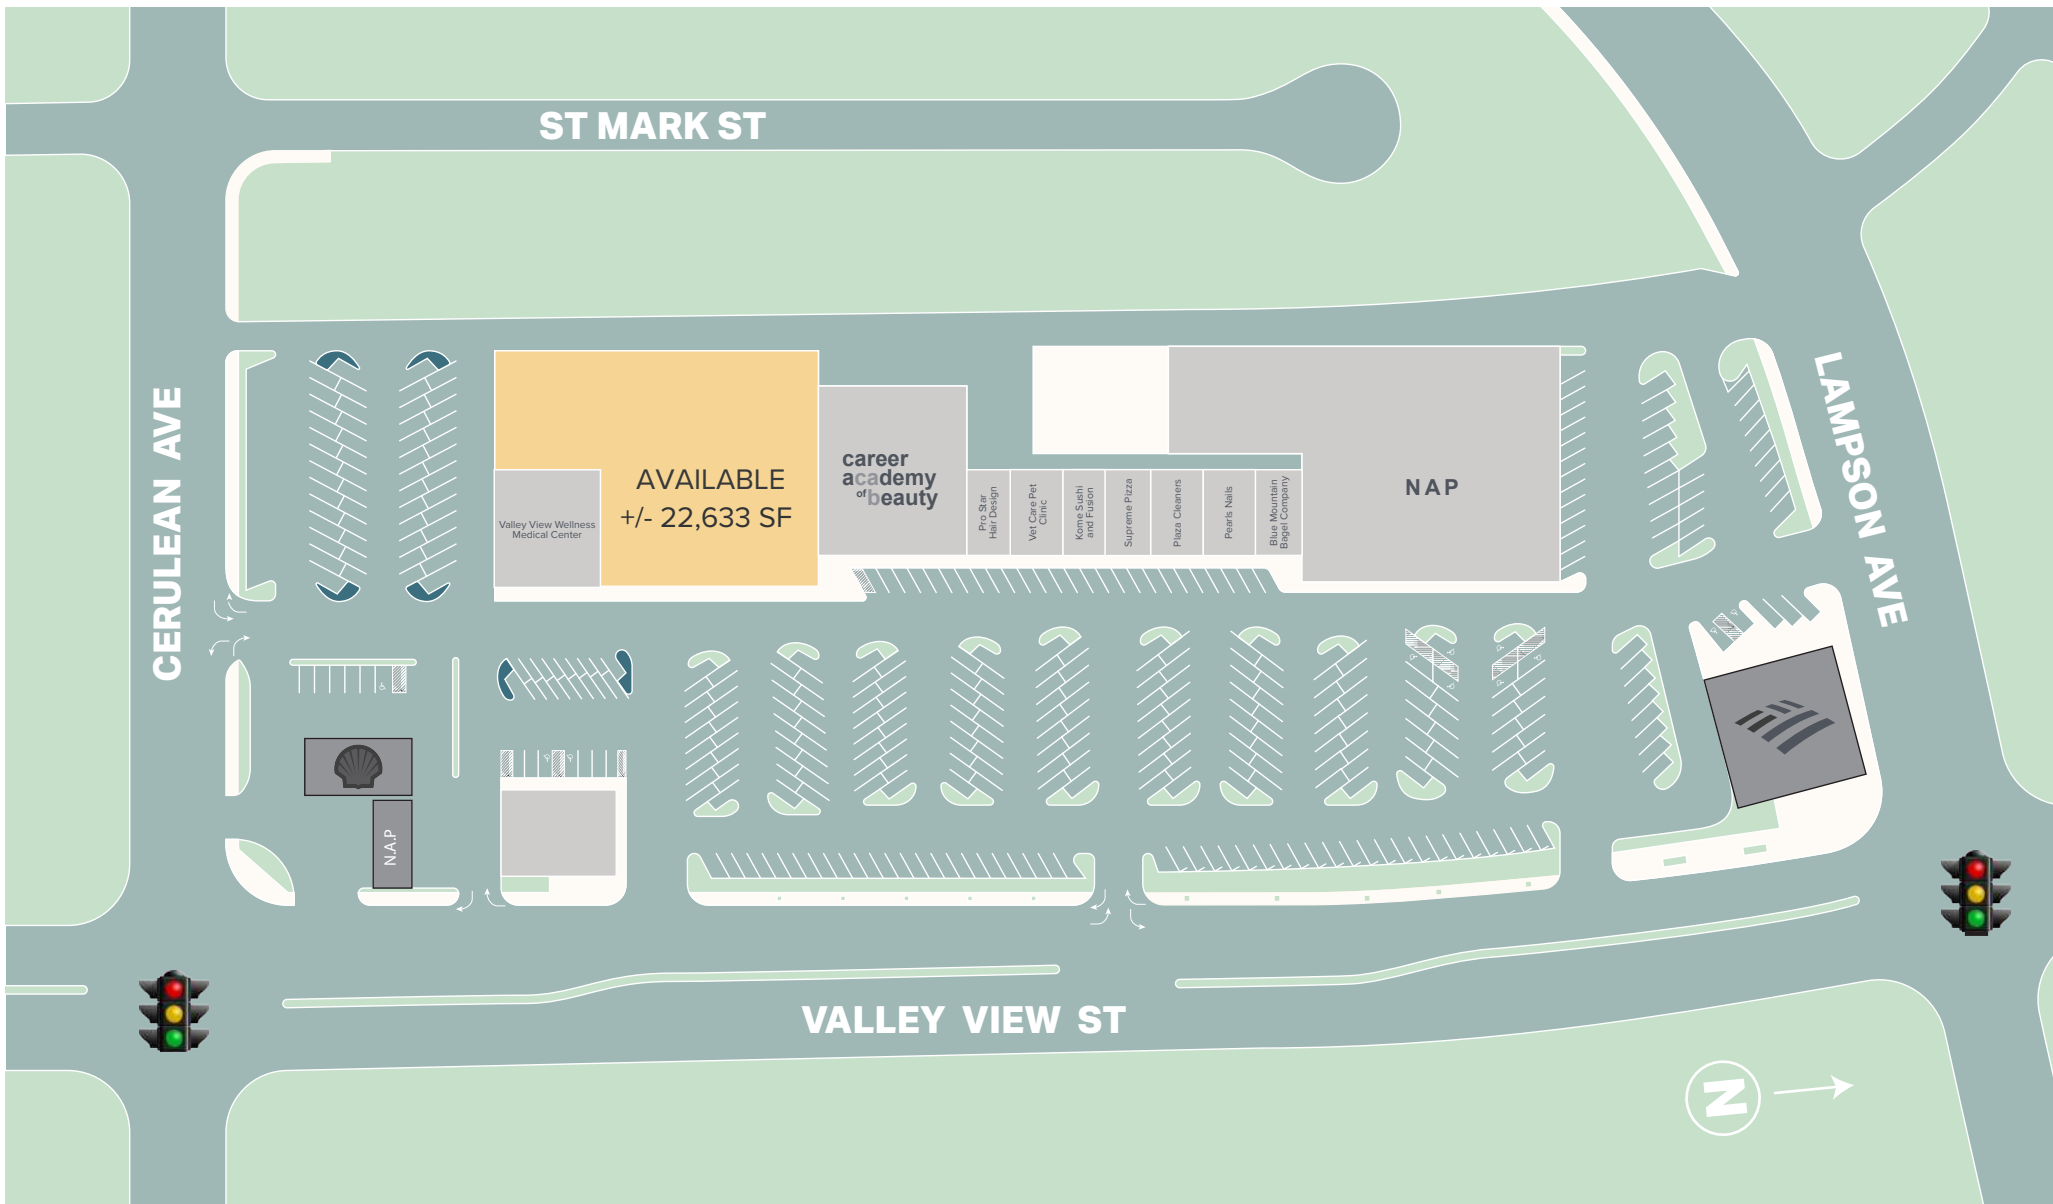 ST MARK ST
CERULEAN AVE
LAMPSON AVE
AVAILABLE
+/- 22,633 SF
Valley View Wellness
Medical Center
career
academy
of beauty
Pro Star
Hair Design
Vet Care Pet
Clinic
Kome Sushi
and Fusion
Supreme Pizza
Plaza Cleaners
Pearls Nails
Blue Mountain
Bagel Company
NAP
N.A.P
VALLEY VIEW ST
N